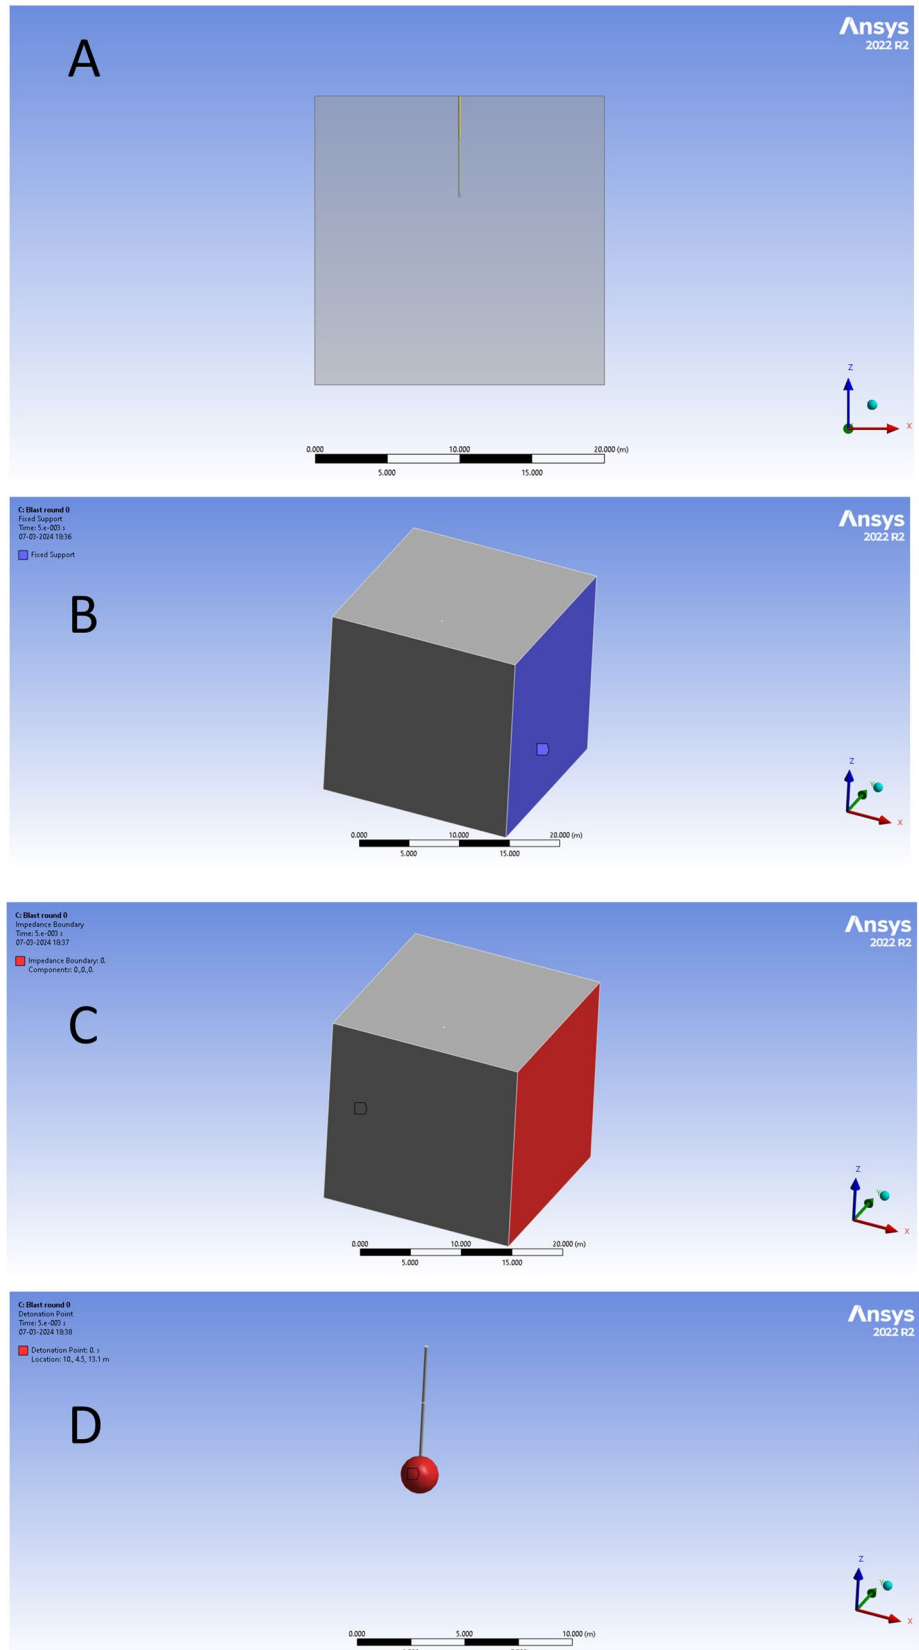 A
Ansys
2022 R2
0.000 10.000 20.000 (m)
5.000 15.000
Z
X
B
C: Blast round 0
Fixed Support
Time: 5.e-003 s
07-03-2024 18:36
Fixed Support
Ansys
2022 R2
0.000 10.000 20.000 (m)
5.000 15.000
Z
Y
X
C
C: Blast round 0
Impedance Boundary
Time: 5.e-003 s
07-03-2024 18:37
Impedance Boundary: 0.
Components: 0.,0.,0.
Ansys
2022 R2
0.000 10.000 20.000 (m)
5.000 15.000
Z
Y
X
D
C: Blast round 0
Detonation Point
Time: 5.e-003 s
07-03-2024 18:38
Detonation Point: 0. s
Location: 10., 4.5, 13.1 m
Ansys
2022 R2
0.000 5.000 10.000 (m)
Z
Y
X